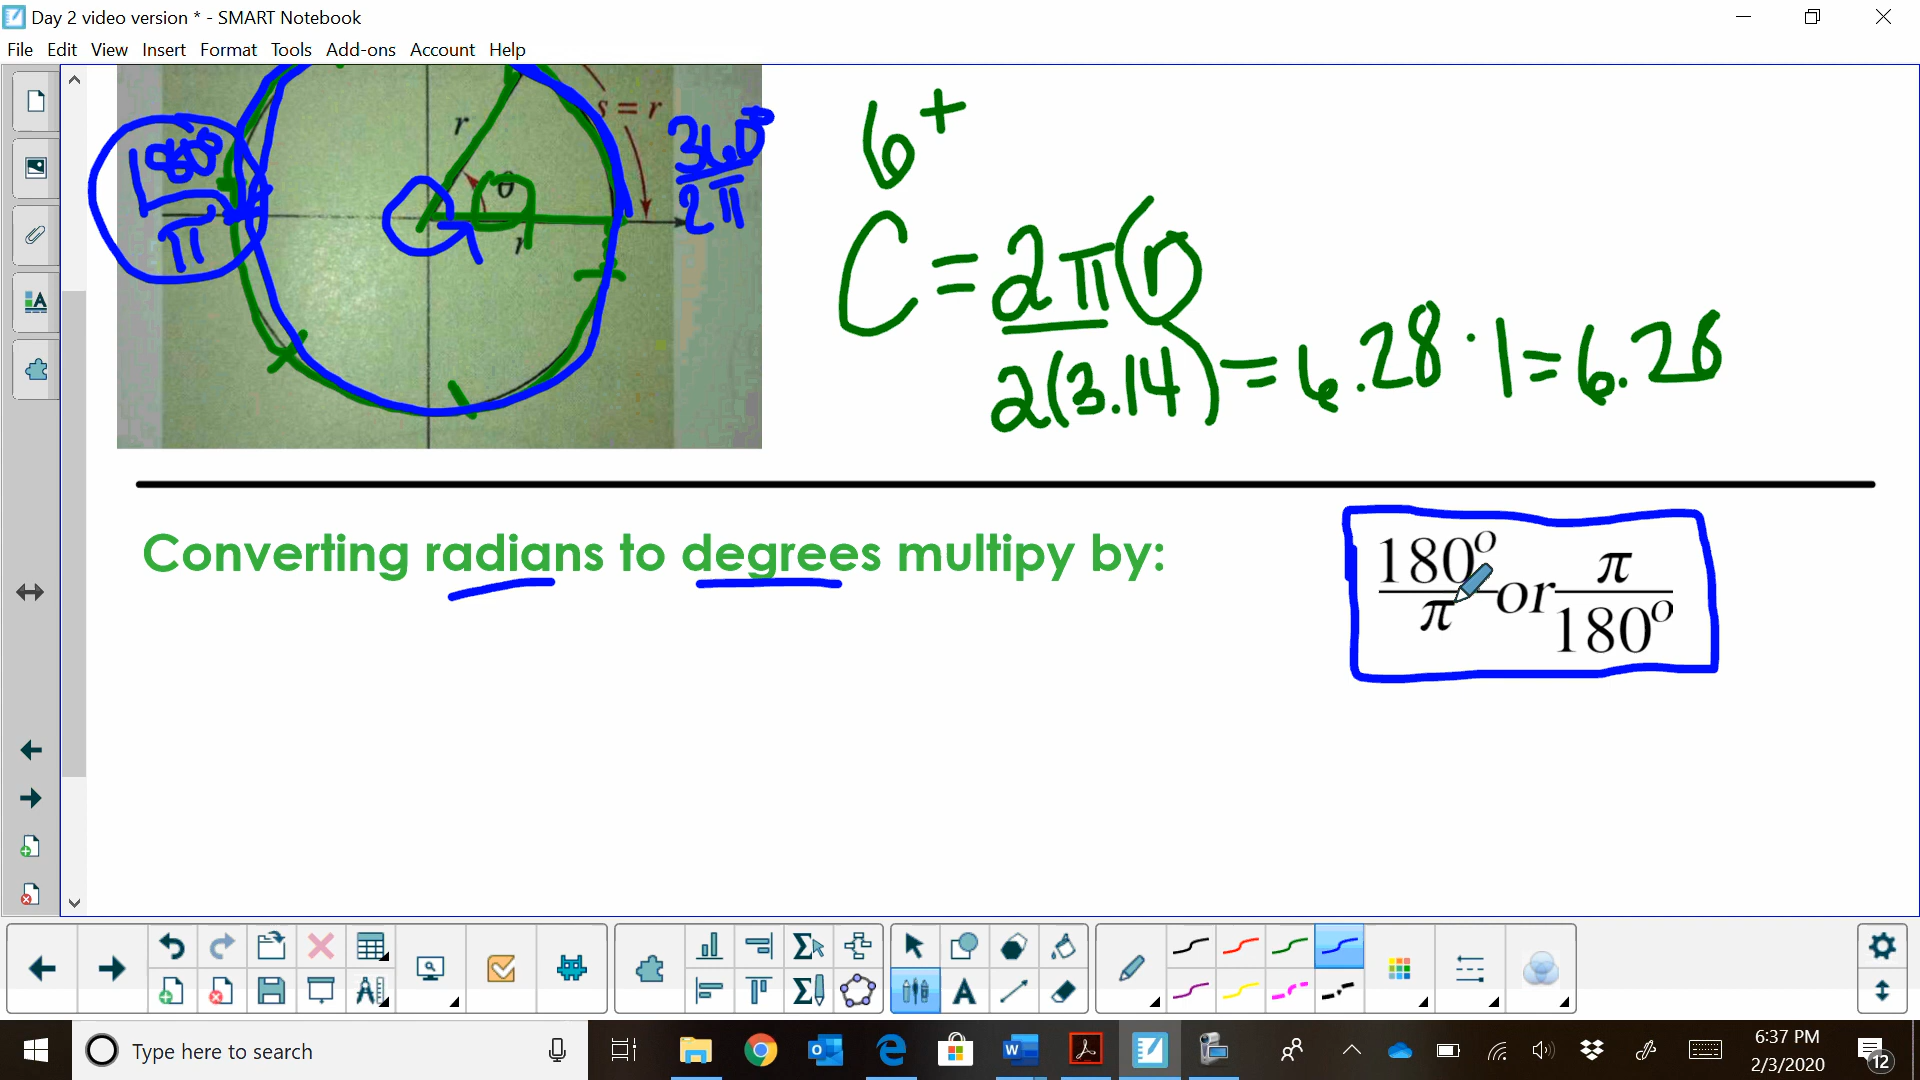 Day 2 video version * - SMART Notebook
File Edit View Insert Format Tools Add-ons Account Help
6+
s = r
r
θ
r
180°
π
360°
2π
C = 2π(r)
2(3.14) = 6.28 · 1 = 6.28
Converting radians to degrees multipy by:
180° / π or π / 180°
Type here to search
6:37 PM
2/3/2020
12